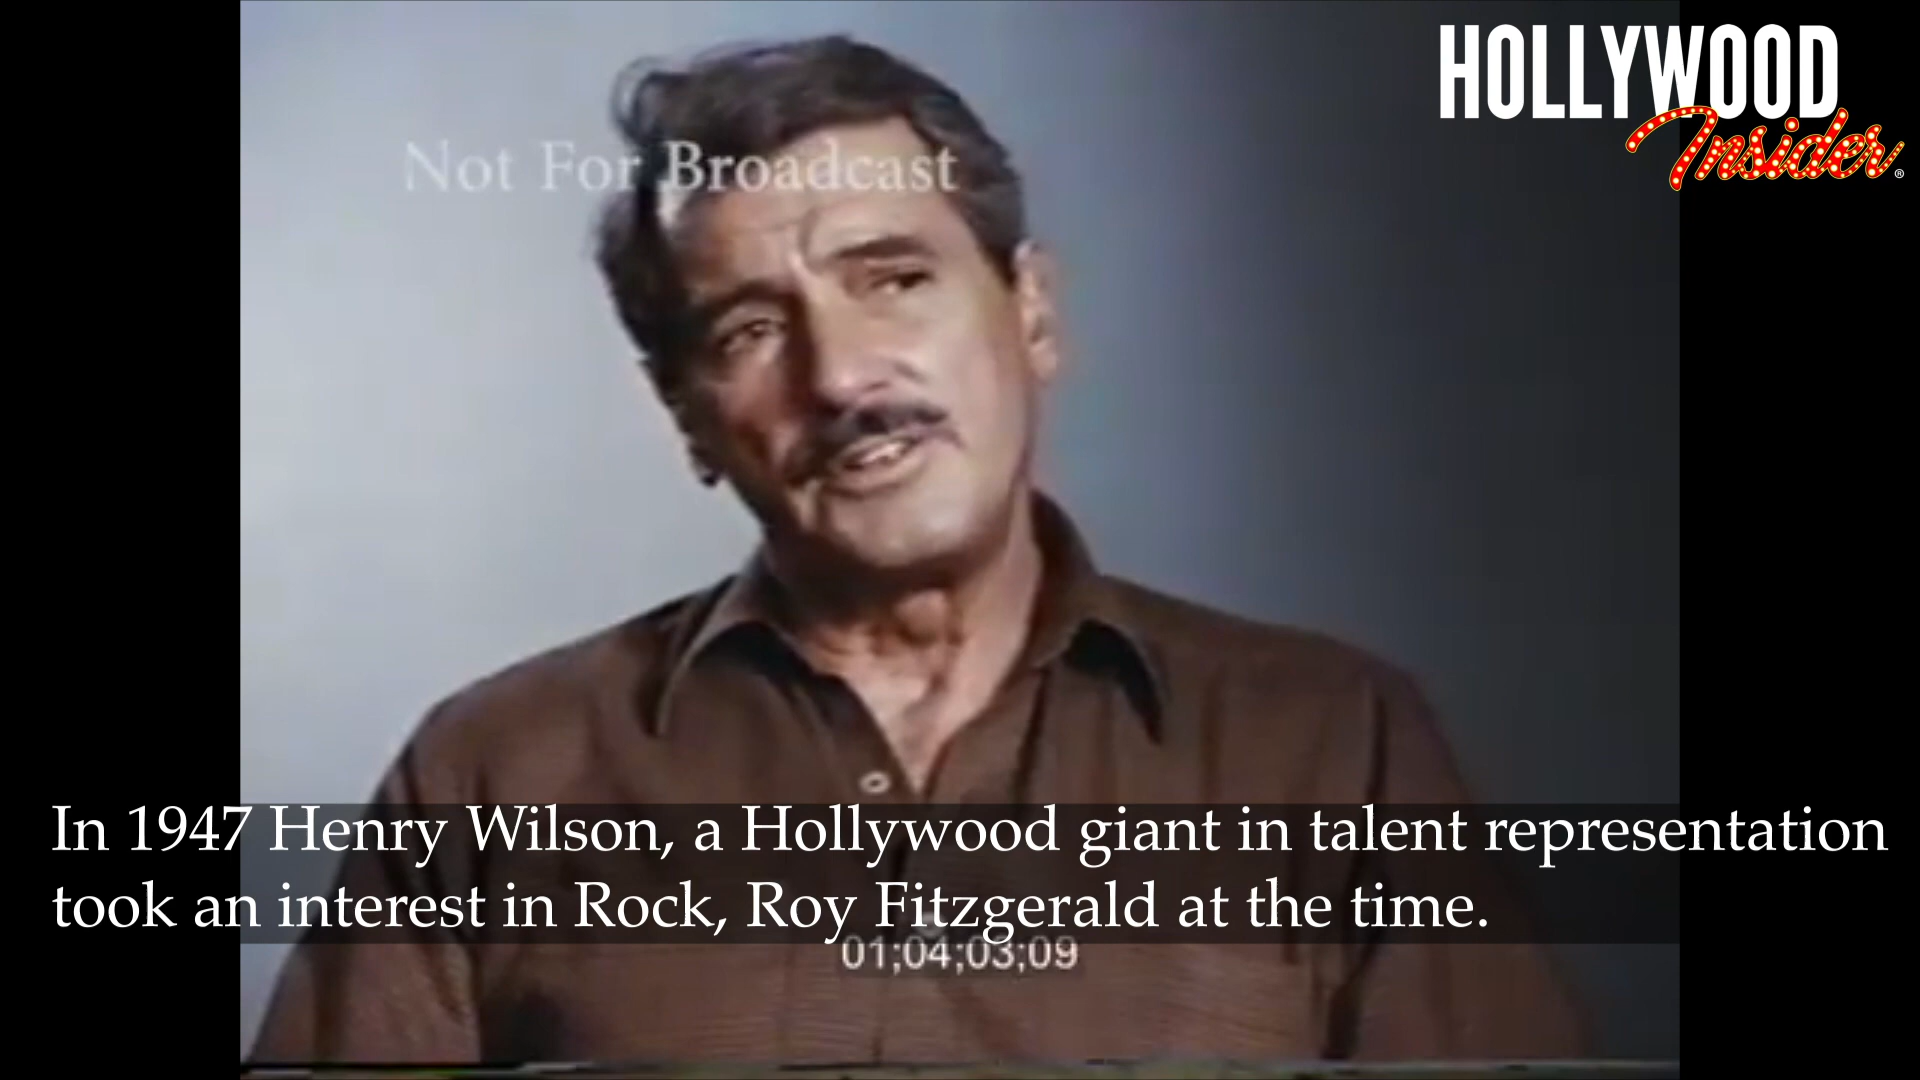 HOLLYWOOD
Insider®
Not For Broadcast
In 1947 Henry Wilson, a Hollywood giant in talent representation
took an interest in Rock, Roy Fitzgerald at the time.
01;04;03;09